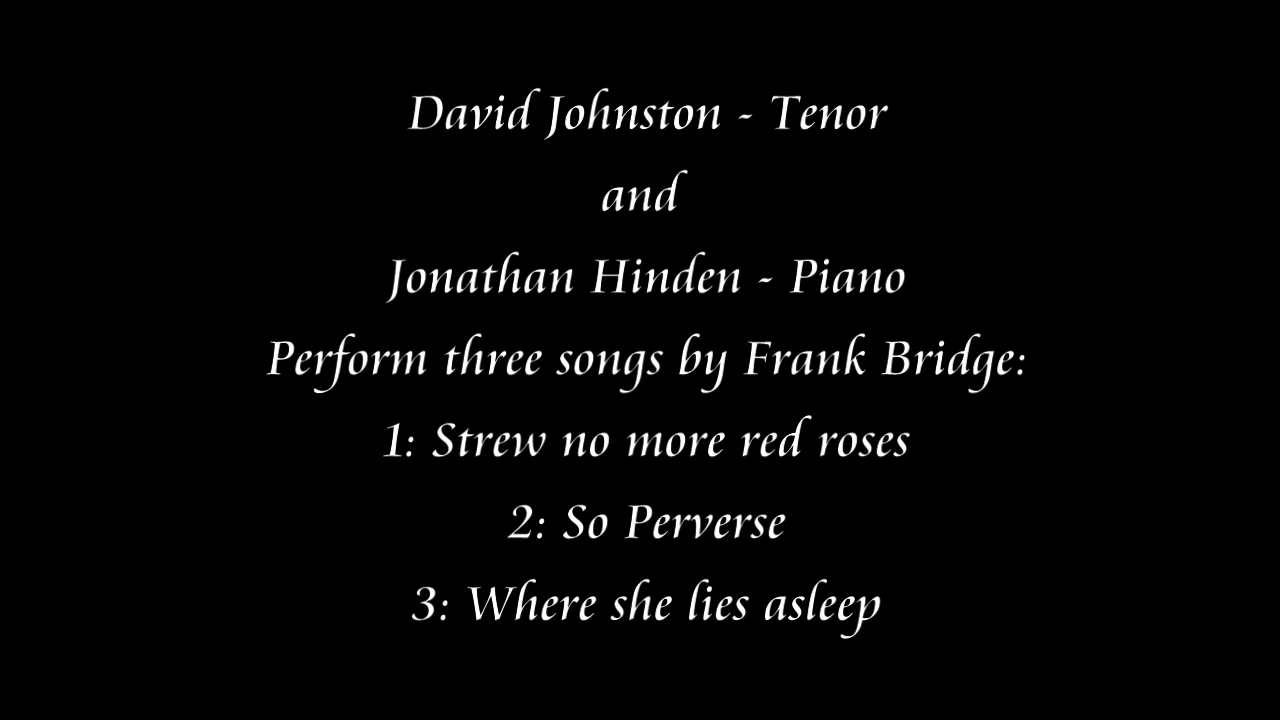 David Johnston - Tenor
and
Jonathan Hinden - Piano
Perform three songs by Frank Bridge:
1: Strew no more red roses
2: So Perverse
3: Where she lies asleep